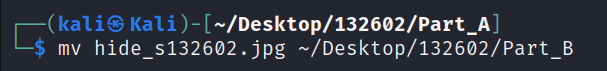 ┌──(kali㉿Kali)-[~/Desktop/132602/Part_A]
└─$ mv hide_s132602.jpg ~/Desktop/132602/Part_B